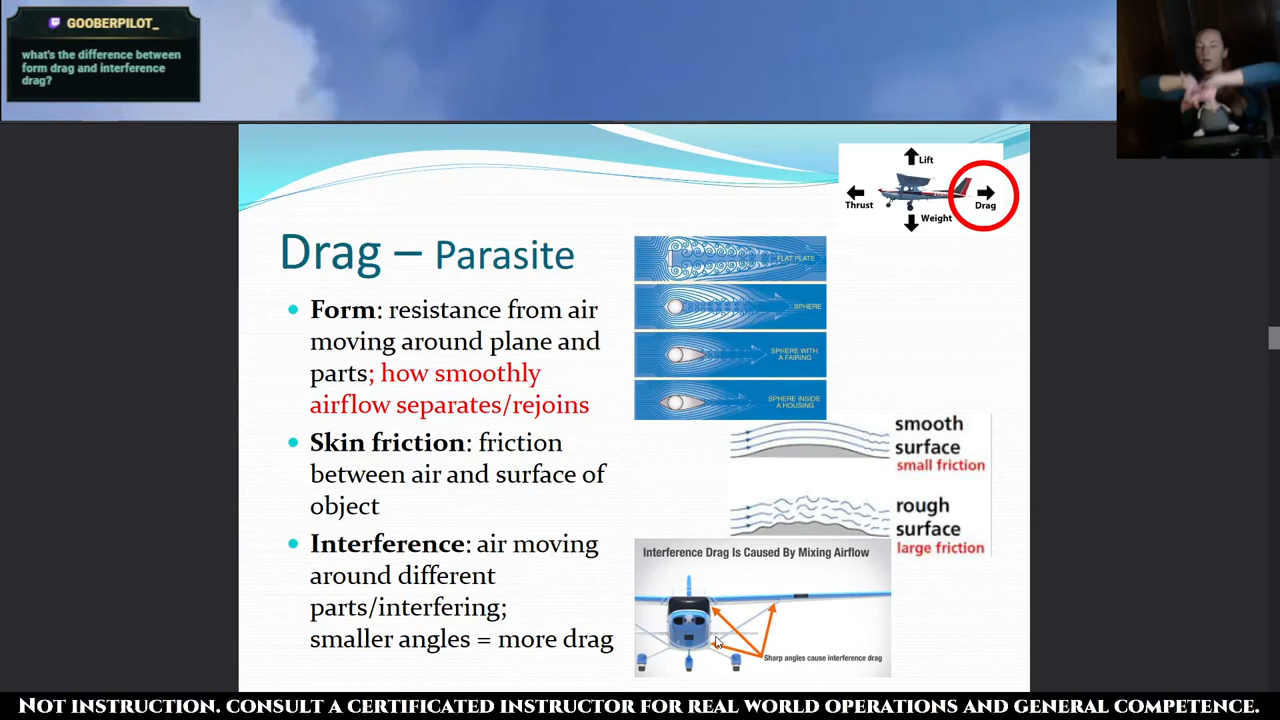 GOOBERPILOT_
what's the difference between
form drag and interference
drag?
Lift
Thrust
Drag
Weight
Drag – Parasite
Form: resistance from air
moving around plane and
parts; how smoothly
airflow separates/rejoins
Skin friction: friction
between air and surface of
object
Interference: air moving
around different
parts/interfering;
smaller angles = more drag
FLAT PLATE
SPHERE
SPHERE WITH
A FAIRING
SPHERE INSIDE
A HOUSING
smooth
surface
small friction
rough
surface
large friction
Interference Drag Is Caused By Mixing Airflow
Sharp angles cause interference drag
NOT INSTRUCTION. CONSULT A CERTIFICATED INSTRUCTOR FOR REAL WORLD OPERATIONS AND GENERAL COMPETENCE.